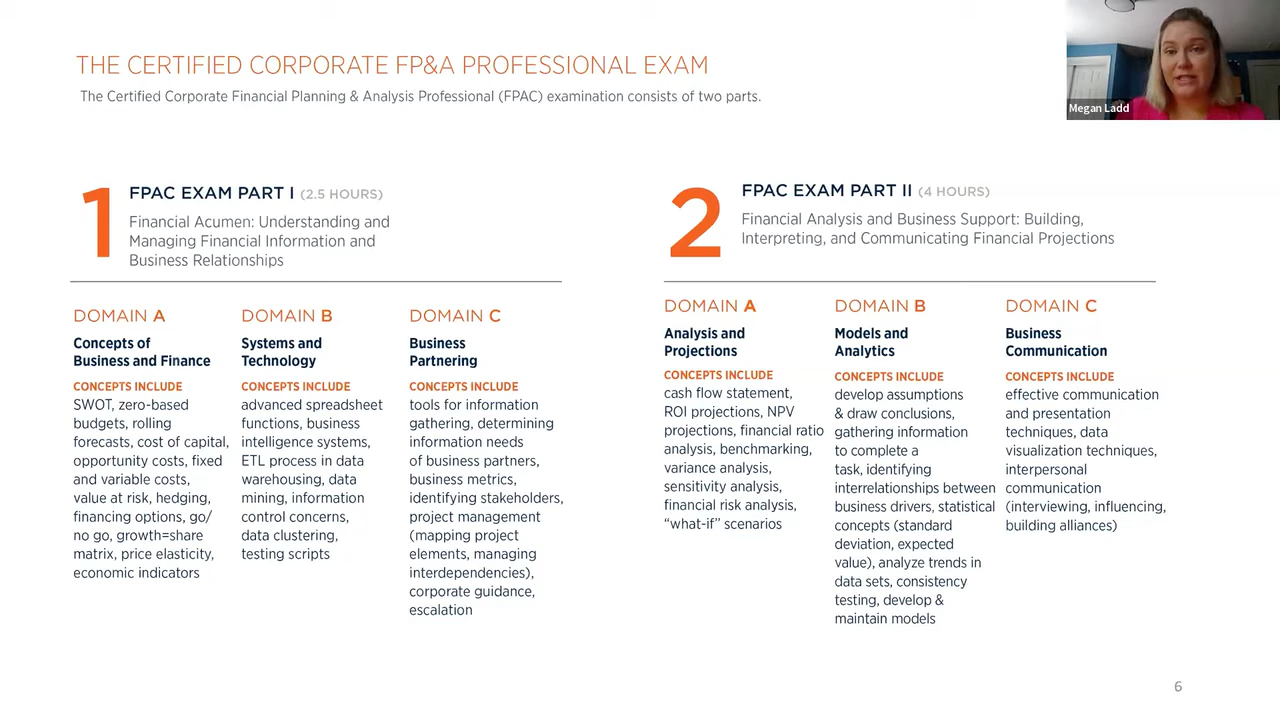 THE CERTIFIED CORPORATE FP&A PROFESSIONAL EXAM
The Certified Corporate Financial Planning & Analysis Professional (FPAC) examination consists of two parts.
Megan Ladd
1
FPAC EXAM PART I (2.5 HOURS)
Financial Acumen: Understanding and
Managing Financial Information and
Business Relationships
DOMAIN A
Concepts of
Business and Finance
CONCEPTS INCLUDE
SWOT, zero-based
budgets, rolling
forecasts, cost of capital,
opportunity costs, fixed
and variable costs,
value at risk, hedging,
financing options, go/
no go, growth=share
matrix, price elasticity,
economic indicators
DOMAIN B
Systems and
Technology
CONCEPTS INCLUDE
advanced spreadsheet
functions, business
intelligence systems,
ETL process in data
warehousing, data
mining, information
control concerns,
data clustering,
testing scripts
DOMAIN C
Business
Partnering
CONCEPTS INCLUDE
tools for information
gathering, determining
information needs
of business partners,
business metrics,
identifying stakeholders,
project management
(mapping project
elements, managing
interdependencies),
corporate guidance,
escalation
2
FPAC EXAM PART II (4 HOURS)
Financial Analysis and Business Support: Building,
Interpreting, and Communicating Financial Projections
DOMAIN A
Analysis and
Projections
CONCEPTS INCLUDE
cash flow statement,
ROI projections, NPV
projections, financial ratio
analysis, benchmarking,
variance analysis,
sensitivity analysis,
financial risk analysis,
“what-if” scenarios
DOMAIN B
Models and
Analytics
CONCEPTS INCLUDE
develop assumptions
& draw conclusions,
gathering information
to complete a
task, identifying
interrelationships between
business drivers, statistical
concepts (standard
deviation, expected
value), analyze trends in
data sets, consistency
testing, develop &
maintain models
DOMAIN C
Business
Communication
CONCEPTS INCLUDE
effective communication
and presentation
techniques, data
visualization techniques,
interpersonal
communication
(interviewing, influencing,
building alliances)
6